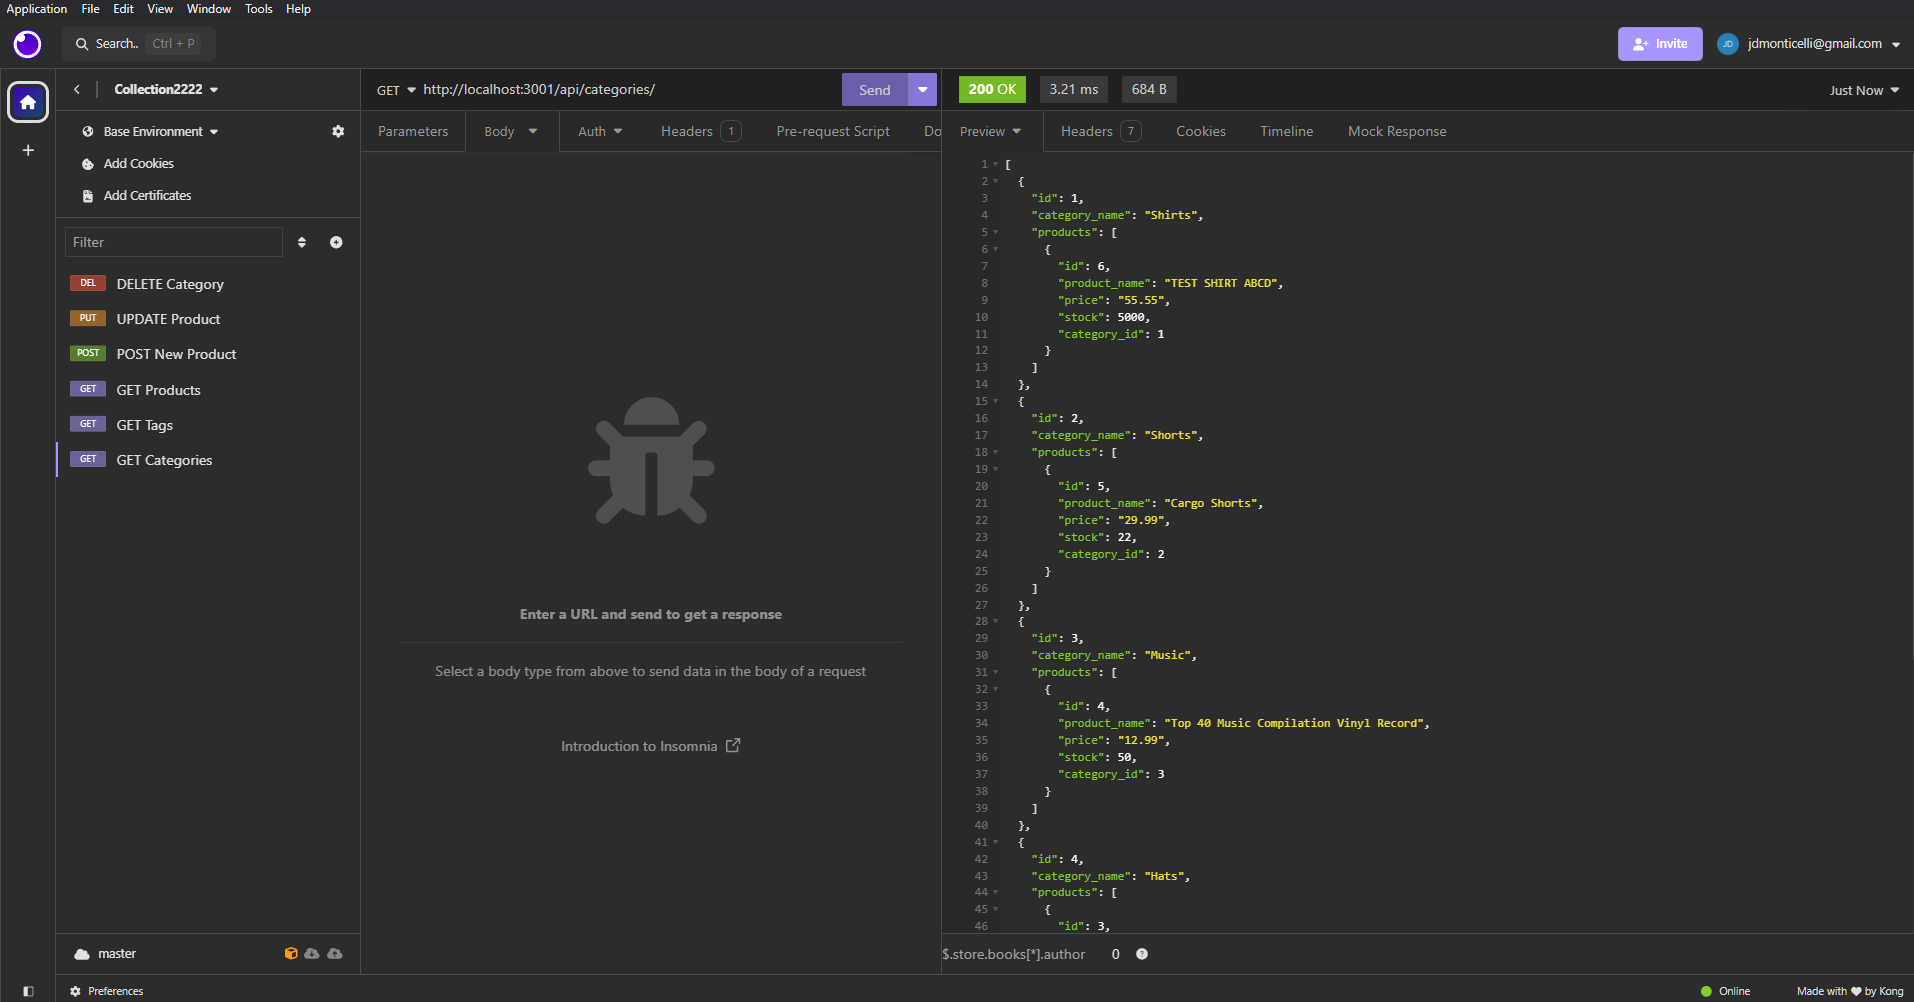 Application File Edit View Window Tools Help
Search.. Ctrl + P
Invite
JD jdmonticelli@gmail.com
Collection2222
Base Environment
Add Cookies
Add Certificates
Filter
DEL DELETE Category
PUT UPDATE Product
POST POST New Product
GET GET Products
GET GET Tags
GET GET Categories
master
Preferences
GET http://localhost:3001/api/categories/ Send
Parameters Body Auth Headers 1 Pre-request Script Do
Enter a URL and send to get a response
Select a body type from above to send data in the body of a request
Introduction to Insomnia
200 OK 3.21 ms 684 B Just Now
Preview Headers 7 Cookies Timeline Mock Response
1 [
2 {
3 "id": 1,
4 "category_name": "Shirts",
5 "products": [
6 {
7 "id": 6,
8 "product_name": "TEST SHIRT ABCD",
9 "price": "55.55",
10 "stock": 5000,
11 "category_id": 1
12 }
13 ]
14 },
15 {
16 "id": 2,
17 "category_name": "Shorts",
18 "products": [
19 {
20 "id": 5,
21 "product_name": "Cargo Shorts",
22 "price": "29.99",
23 "stock": 22,
24 "category_id": 2
25 }
26 ]
27 },
28 {
29 "id": 3,
30 "category_name": "Music",
31 "products": [
32 {
33 "id": 4,
34 "product_name": "Top 40 Music Compilation Vinyl Record",
35 "price": "12.99",
36 "stock": 50,
37 "category_id": 3
38 }
39 ]
40 },
41 {
42 "id": 4,
43 "category_name": "Hats",
44 "products": [
45 {
46 "id": 3,
$.store.books[*].author 0 ?
Online Made with ♥ by Kong